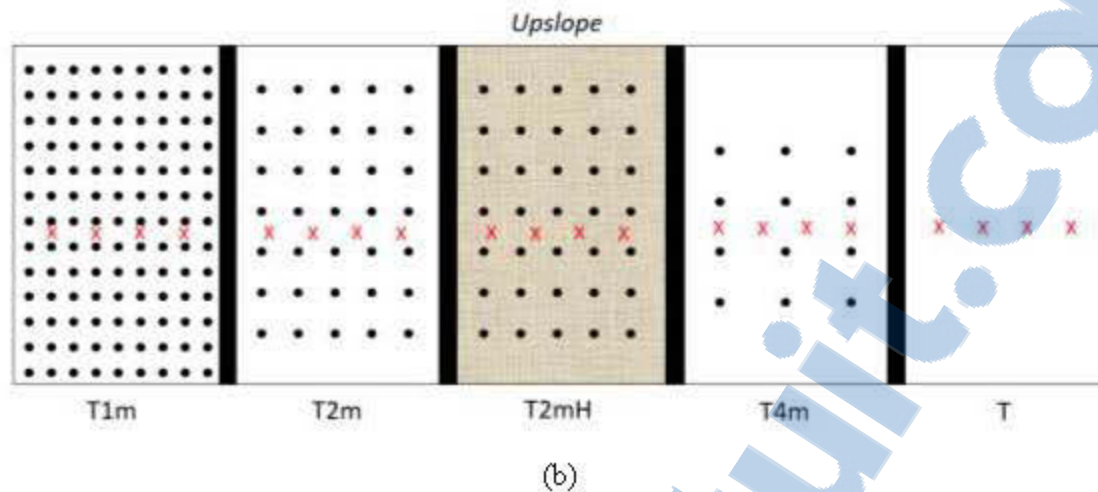 Upslope
X X X X X X X X X X X X X X X X X X X X
T1m T2m T2mH T4m T
(b)